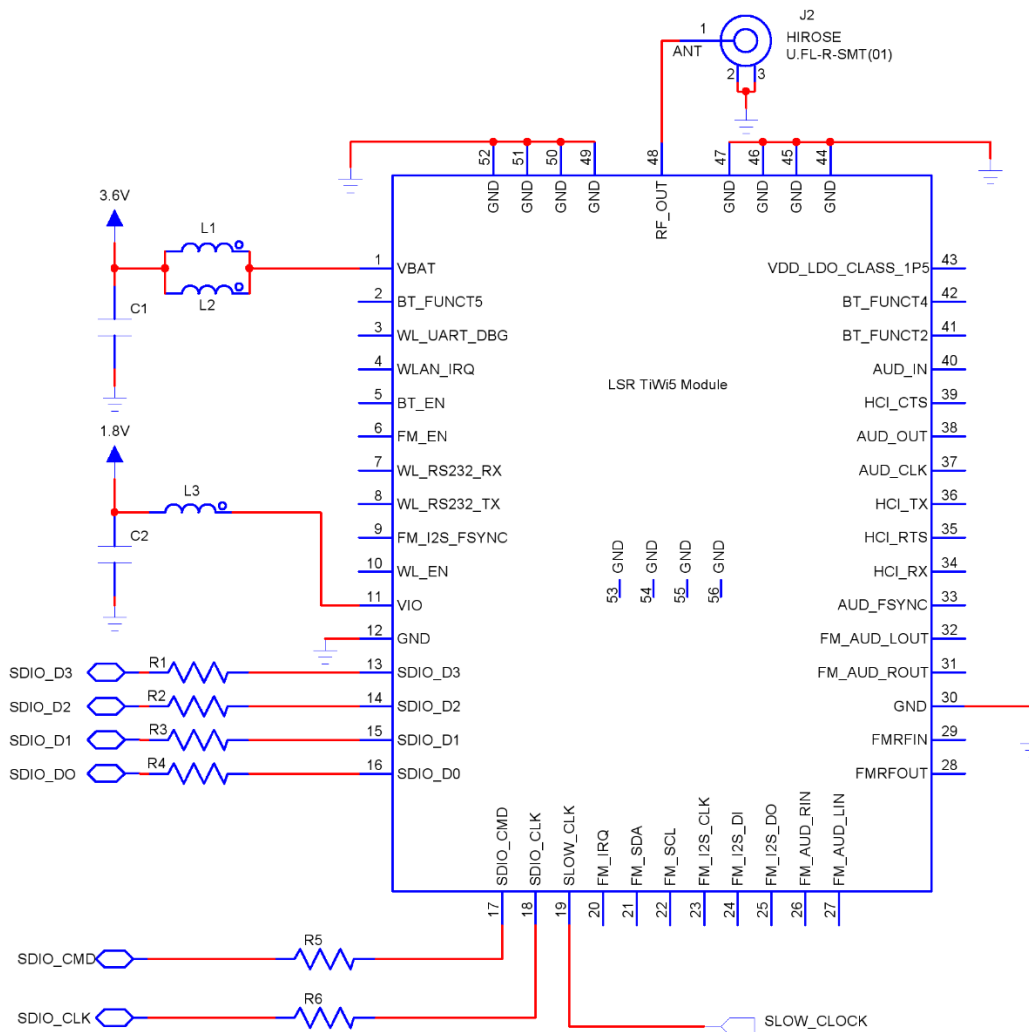 J2
HIROSE
U.FL-R-SMT(01)
1
ANT
2
3
52
51
50
49
48
47
46
45
44
GND
GND
GND
GND
RF_OUT
GND
GND
GND
GND
3.6V
L1
L2
C1
1.8V
L3
C2
1 VBAT
2 BT_FUNCT5
3 WL_UART_DBG
4 WLAN_IRQ
5 BT_EN
6 FM_EN
7 WL_RS232_RX
8 WL_RS232_TX
9 FM_I2S_FSYNC
10 WL_EN
11 VIO
12 GND
SDIO_D3 R1 13 SDIO_D3
SDIO_D2 R2 14 SDIO_D2
SDIO_D1 R3 15 SDIO_D1
SDIO_DO R4 16 SDIO_D0
LSR TiWi5 Module
53 GND
54 GND
55 GND
56 GND
VDD_LDO_CLASS_1P5 43
BT_FUNCT4 42
BT_FUNCT2 41
AUD_IN 40
HCI_CTS 39
AUD_OUT 38
AUD_CLK 37
HCI_TX 36
HCI_RTS 35
HCI_RX 34
AUD_FSYNC 33
FM_AUD_LOUT 32
FM_AUD_ROUT 31
GND 30
FMRFIN 29
FMRFOUT 28
SDIO_CMD
SDIO_CLK
SLOW_CLK
FM_IRQ
FM_SDA
FM_SCL
FM_I2S_CLK
FM_I2S_DI
FM_I2S_DO
FM_AUD_RIN
FM_AUD_LIN
17
18
19
20
21
22
23
24
25
26
27
SDIO_CMD R5
SDIO_CLK R6
SLOW_CLOCK